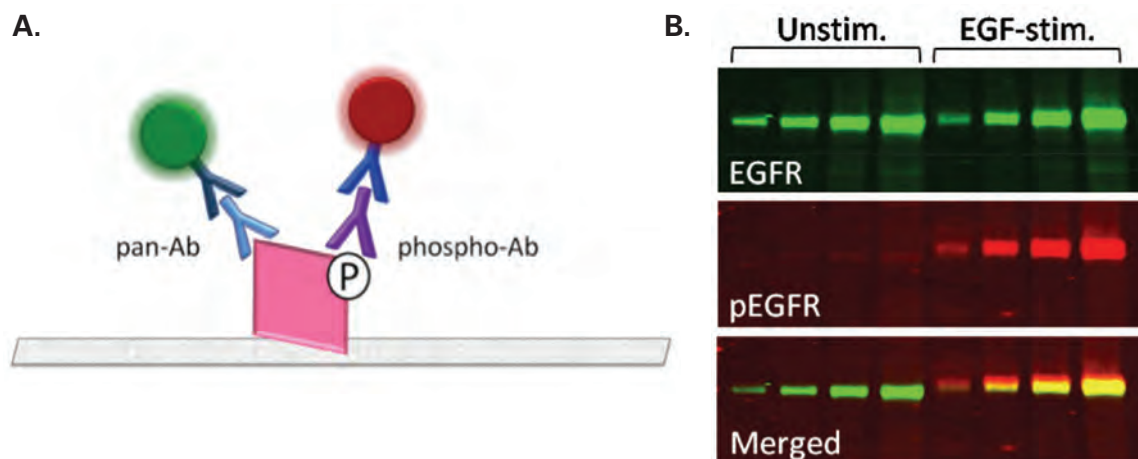 A.
pan-Ab
phospho-Ab
P
B.
Unstim.
EGF-stim.
EGFR
pEGFR
Merged